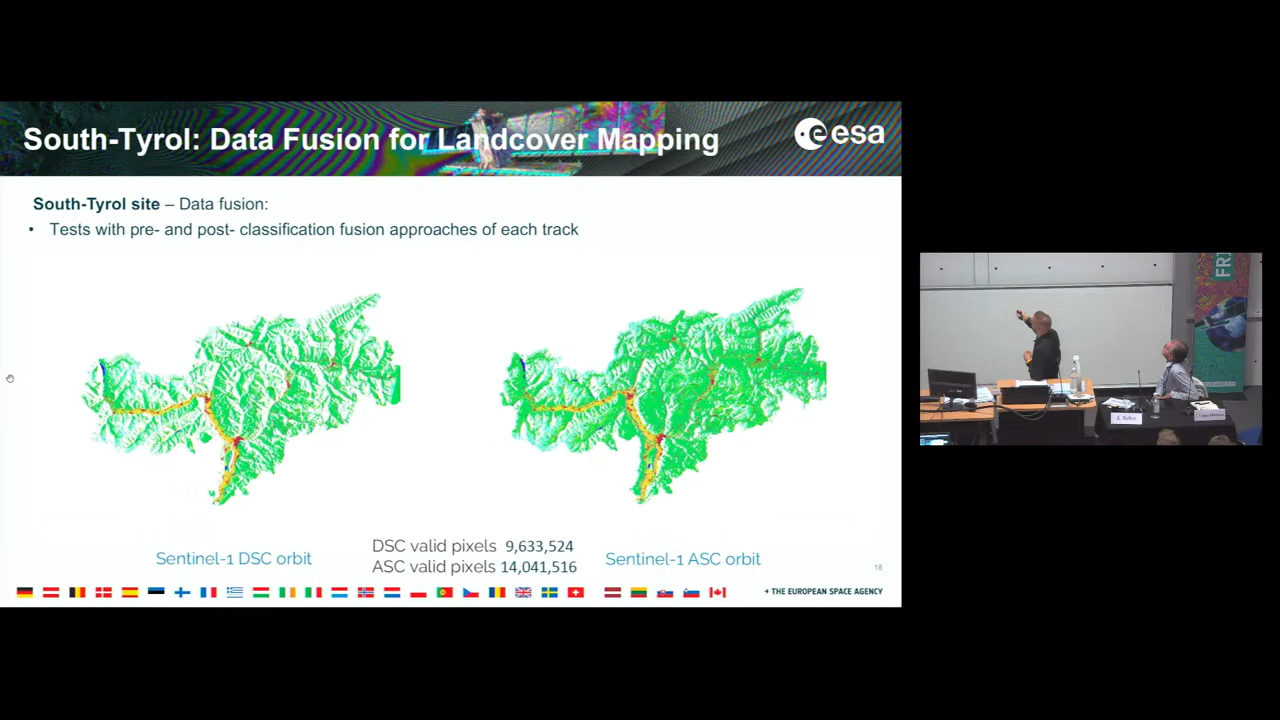 South-Tyrol: Data Fusion for Landcover Mapping
esa
South-Tyrol site – Data fusion:
• Tests with pre- and post- classification fusion approaches of each track
Sentinel-1 DSC orbit
DSC valid pixels 9,633,524
ASC valid pixels 14,041,516
Sentinel-1 ASC orbit
18
→ THE EUROPEAN SPACE AGENCY
FRI